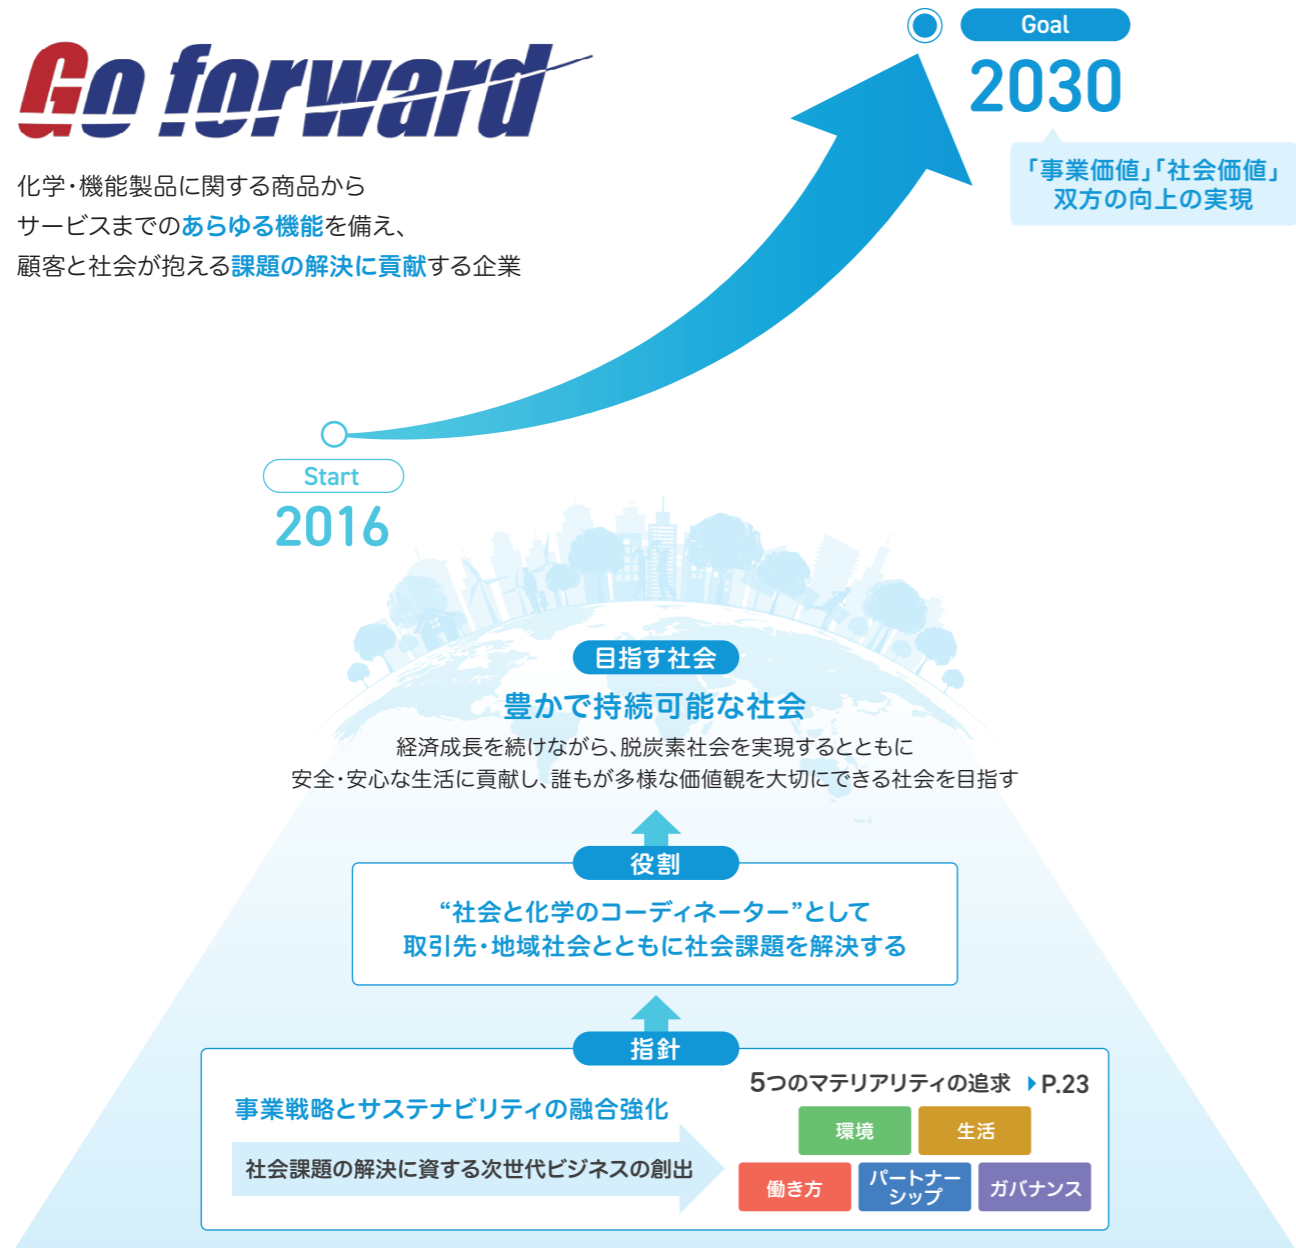 Go forward
化学・機能製品に関する商品から
サービスまでのあらゆる機能を備え、
顧客と社会が抱える課題の解決に貢献する企業
Goal
2030
「事業価値」「社会価値」
双方の向上の実現
Start
2016
目指す社会
豊かで持続可能な社会
経済成長を続けながら、脱炭素社会を実現するとともに
安全・安心な生活に貢献し、誰もが多様な価値観を大切にできる社会を目指す
役割
“社会と化学のコーディネーター”として
取引先・地域社会とともに社会課題を解決する
指針
事業戦略とサステナビリティの融合強化
社会課題の解決に資する次世代ビジネスの創出
5つのマテリアリティの追求 P.23
環境
生活
働き方
パートナー
シップ
ガバナンス